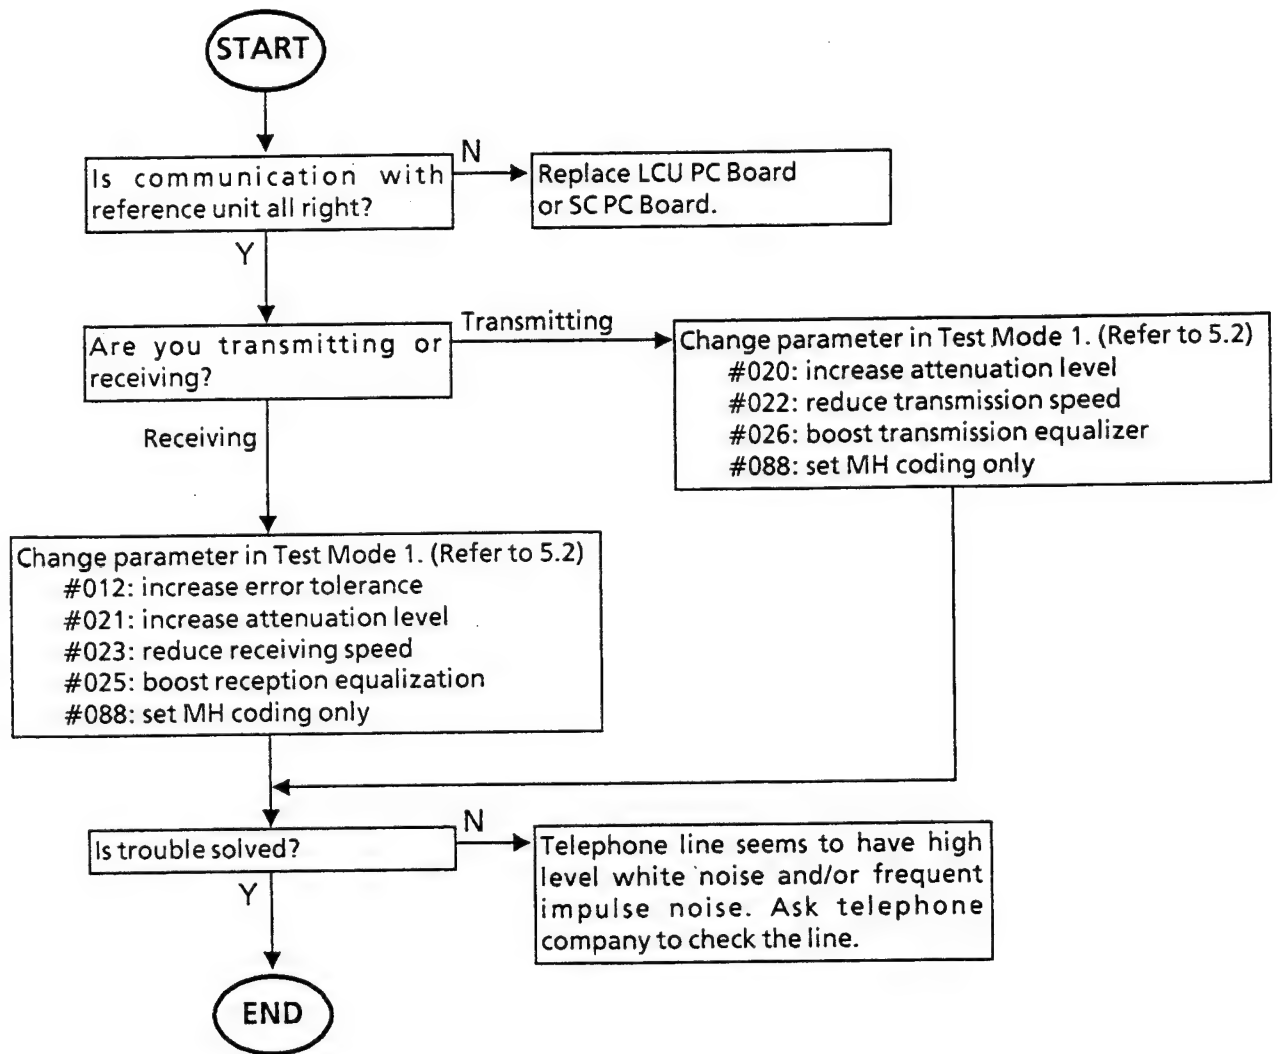 START
Is communication with
reference unit all right?
N
Replace LCU PC Board
or SC PC Board.
Y
Are you transmitting or
receiving?
Transmitting
Change parameter in Test Mode 1. (Refer to 5.2)
#020: increase attenuation level
#022: reduce transmission speed
#026: boost transmission equalizer
#088: set MH coding only
Receiving
Change parameter in Test Mode 1. (Refer to 5.2)
#012: increase error tolerance
#021: increase attenuation level
#023: reduce receiving speed
#025: boost reception equalization
#088: set MH coding only
Is trouble solved?
N
Telephone line seems to have high
level white noise and/or frequent
impulse noise. Ask telephone
company to check the line.
Y
END